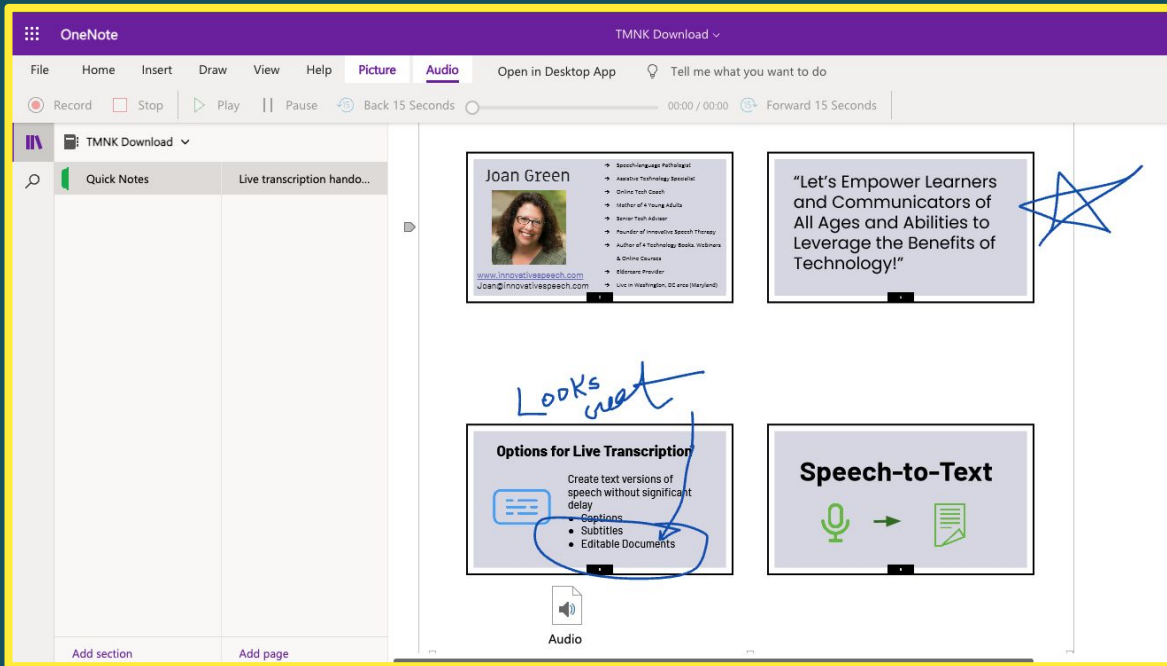 OneNote
TMNK Download
File Home Insert Draw View Help Picture Audio Open in Desktop App Tell me what you want to do
Record Stop Play Pause 15 Back 15 Seconds 00:00 / 00:00 15 Forward 15 Seconds
TMNK Download
Quick Notes
Live transcription hando...
Joan Green
www.innovativespeech.com
Joan@innovativespeech.com
→ Speech-language Pathologist
→ Assistive Technology Specialist
→ Online Tech Coach
→ Mother of 4 Young Adults
→ Senior Tech Advisor
→ Founder of Innovative Speech Therapy
→ Author of 4 Technology Books, Webinars
& Online Courses
→ Eldercare Provider
→ Live in Washington, DC area (Maryland)
“Let’s Empower Learners
and Communicators of
All Ages and Abilities to
Leverage the Benefits of
Technology!”
Looks
great
Options for Live Transcription
Create text versions of
speech without significant
delay
• Captions
• Subtitles
• Editable Documents
Speech-to-Text
Audio
Add section
Add page